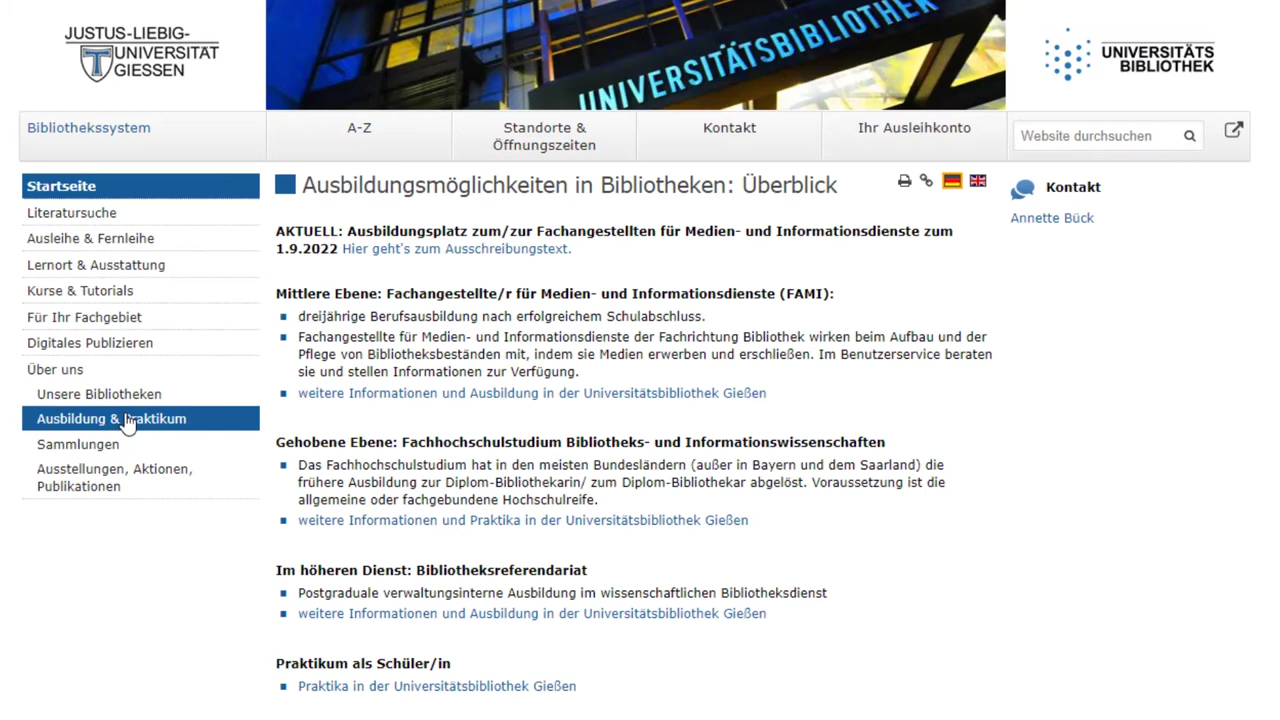 JUSTUS-LIEBIG-
UNIVERSITÄT
GIESSEN
UNIVERSITÄTSBIBLIOTHEK
UNIVERSITÄTS
BIBLIOTHEK
Bibliothekssystem
A-Z
Standorte &
Öffnungszeiten
Kontakt
Ihr Ausleihkonto
Website durchsuchen
Startseite
Literatursuche
Ausleihe & Fernleihe
Lernort & Ausstattung
Kurse & Tutorials
Für Ihr Fachgebiet
Digitales Publizieren
Über uns
Unsere Bibliotheken
Ausbildung & Praktikum
Sammlungen
Ausstellungen, Aktionen,
Publikationen
Ausbildungsmöglichkeiten in Bibliotheken: Überblick
AKTUELL: Ausbildungsplatz zum/zur Fachangestellten für Medien- und Informationsdienste zum
1.9.2022 Hier geht's zum Ausschreibungstext.
Mittlere Ebene: Fachangestellte/r für Medien- und Informationsdienste (FAMI):
dreijährige Berufsausbildung nach erfolgreichem Schulabschluss.
Fachangestellte für Medien- und Informationsdienste der Fachrichtung Bibliothek wirken beim Aufbau und der
Pflege von Bibliotheksbeständen mit, indem sie Medien erwerben und erschließen. Im Benutzerservice beraten
sie und stellen Informationen zur Verfügung.
weitere Informationen und Ausbildung in der Universitätsbibliothek Gießen
Gehobene Ebene: Fachhochschulstudium Bibliotheks- und Informationswissenschaften
Das Fachhochschulstudium hat in den meisten Bundesländern (außer in Bayern und dem Saarland) die
frühere Ausbildung zur Diplom-Bibliothekarin/ zum Diplom-Bibliothekar abgelöst. Voraussetzung ist die
allgemeine oder fachgebundene Hochschulreife.
weitere Informationen und Praktika in der Universitätsbibliothek Gießen
Im höheren Dienst: Bibliotheksreferendariat
Postgraduale verwaltungsinterne Ausbildung im wissenschaftlichen Bibliotheksdienst
weitere Informationen und Ausbildung in der Universitätsbibliothek Gießen
Praktikum als Schüler/in
Praktika in der Universitätsbibliothek Gießen
Kontakt
Annette Bück